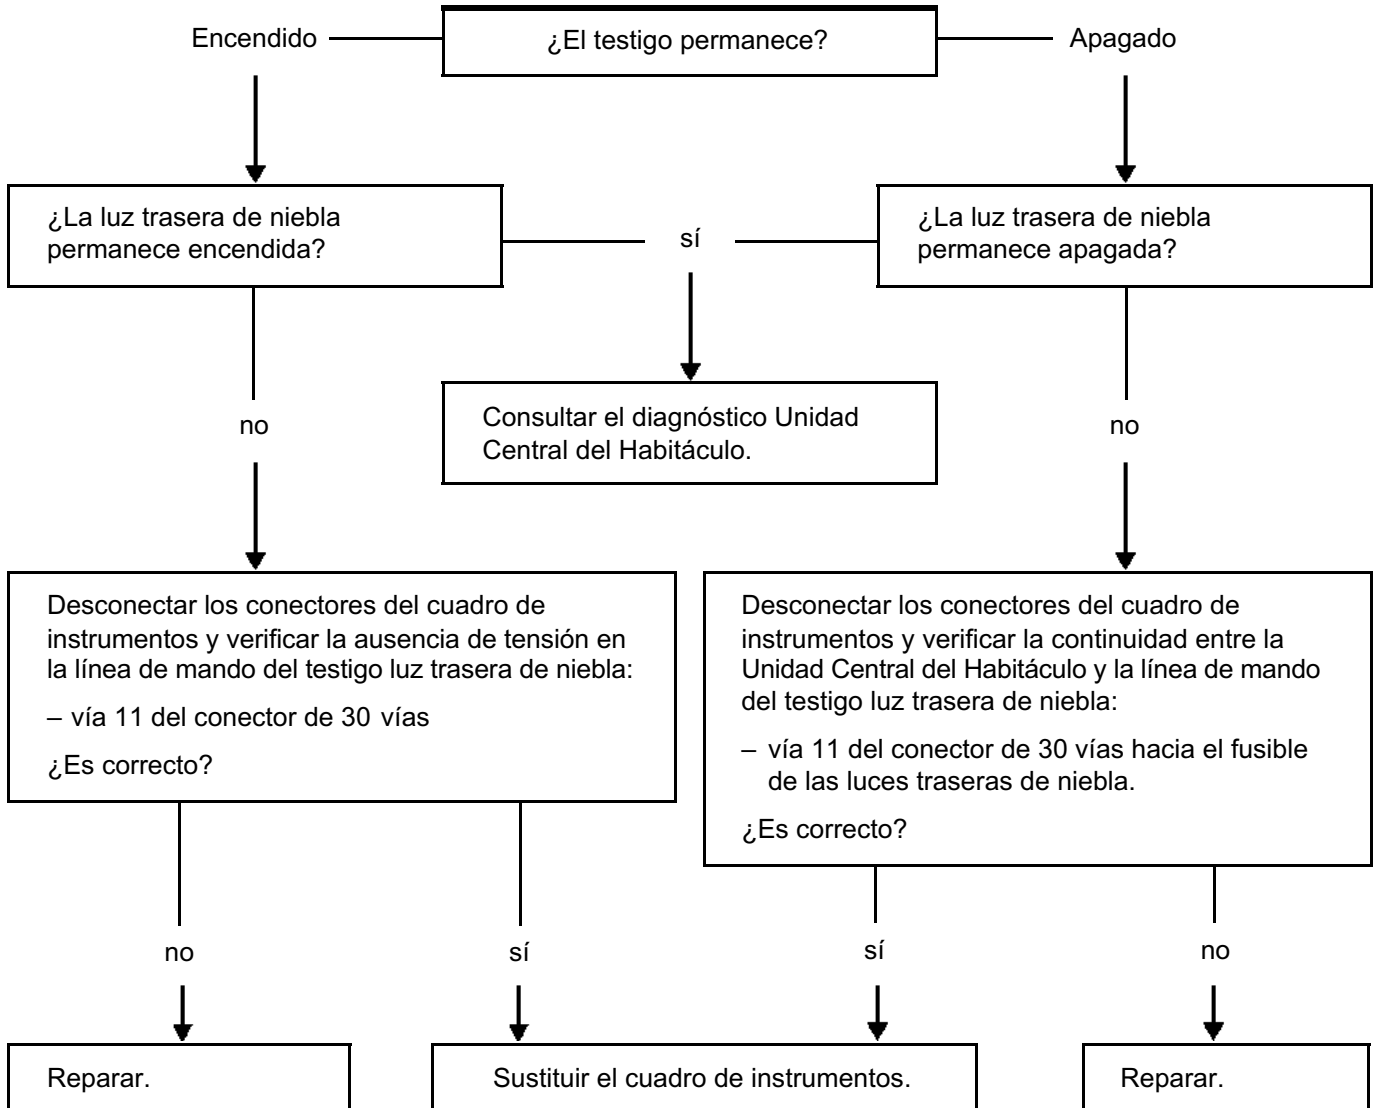 Encendido
¿El testigo permanece?
Apagado
¿La luz trasera de niebla
permanece encendida?
sí
¿La luz trasera de niebla
permanece apagada?
no
Consultar el diagnóstico Unidad
Central del Habitáculo.
no
Desconectar los conectores del cuadro de
instrumentos y verificar la ausencia de tensión en
la línea de mando del testigo luz trasera de niebla:
– vía 11 del conector de 30 vías
¿Es correcto?
Desconectar los conectores del cuadro de
instrumentos y verificar la continuidad entre la
Unidad Central del Habitáculo y la línea de mando
del testigo luz trasera de niebla:
– vía 11 del conector de 30 vías hacia el fusible
de las luces traseras de niebla.
¿Es correcto?
no
sí
sí
no
Reparar.
Sustituir el cuadro de instrumentos.
Reparar.